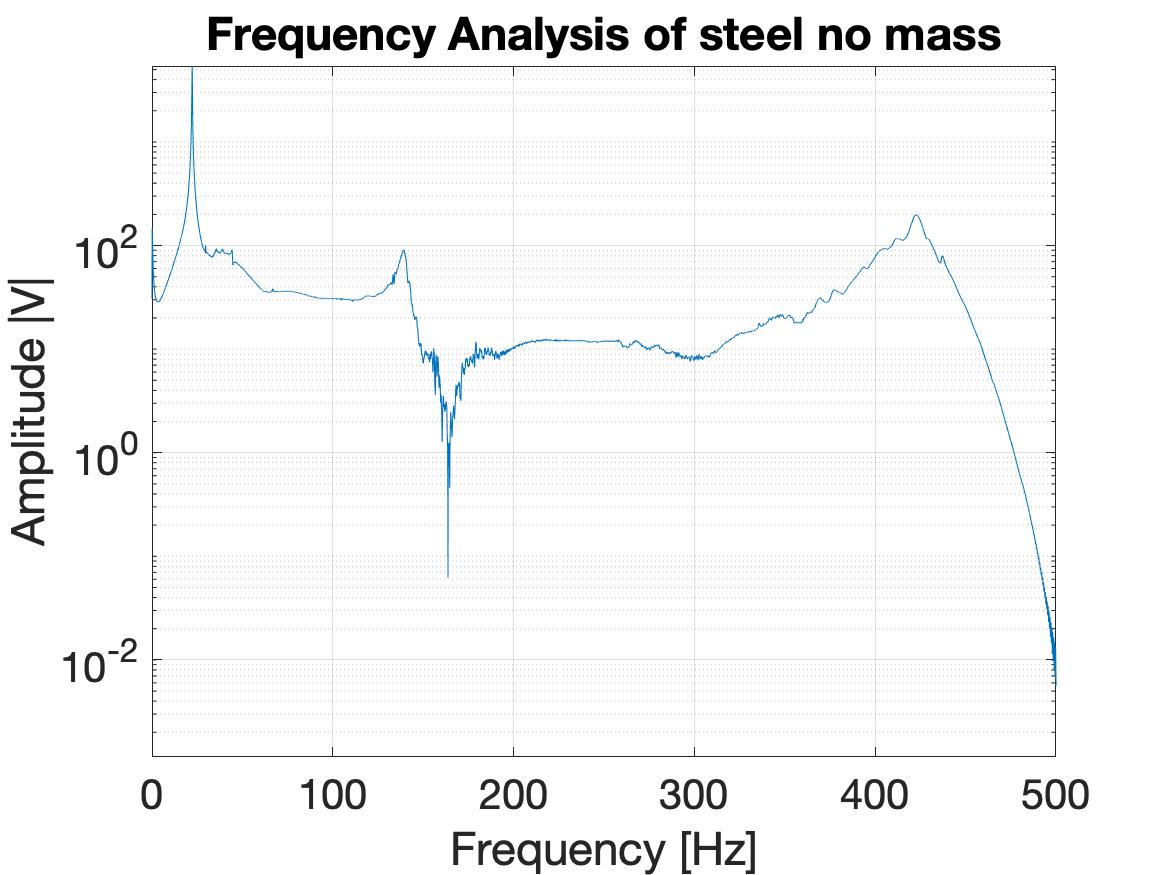 Frequency Analysis of steel no mass
Amplitude |V|
10^2
10^0
10^-2
0 100 200 300 400 500
Frequency [Hz]